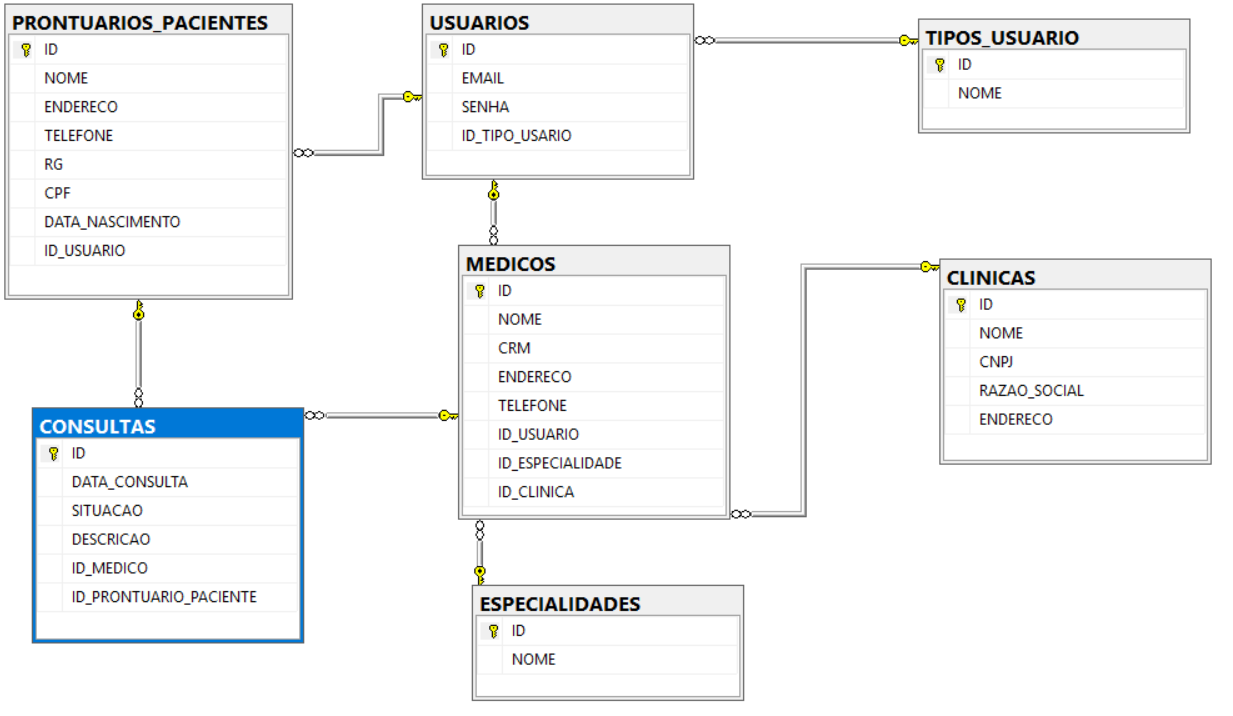 PRONTUARIOS_PACIENTES
ID
NOME
ENDERECO
TELEFONE
RG
CPF
DATA_NASCIMENTO
ID_USUARIO
USUARIOS
ID
EMAIL
SENHA
ID_TIPO_USARIO
TIPOS_USUARIO
ID
NOME
MEDICOS
ID
NOME
CRM
ENDERECO
TELEFONE
ID_USUARIO
ID_ESPECIALIDADE
ID_CLINICA
CLINICAS
ID
NOME
CNPJ
RAZAO_SOCIAL
ENDERECO
CONSULTAS
ID
DATA_CONSULTA
SITUACAO
DESCRICAO
ID_MEDICO
ID_PRONTUARIO_PACIENTE
ESPECIALIDADES
ID
NOME